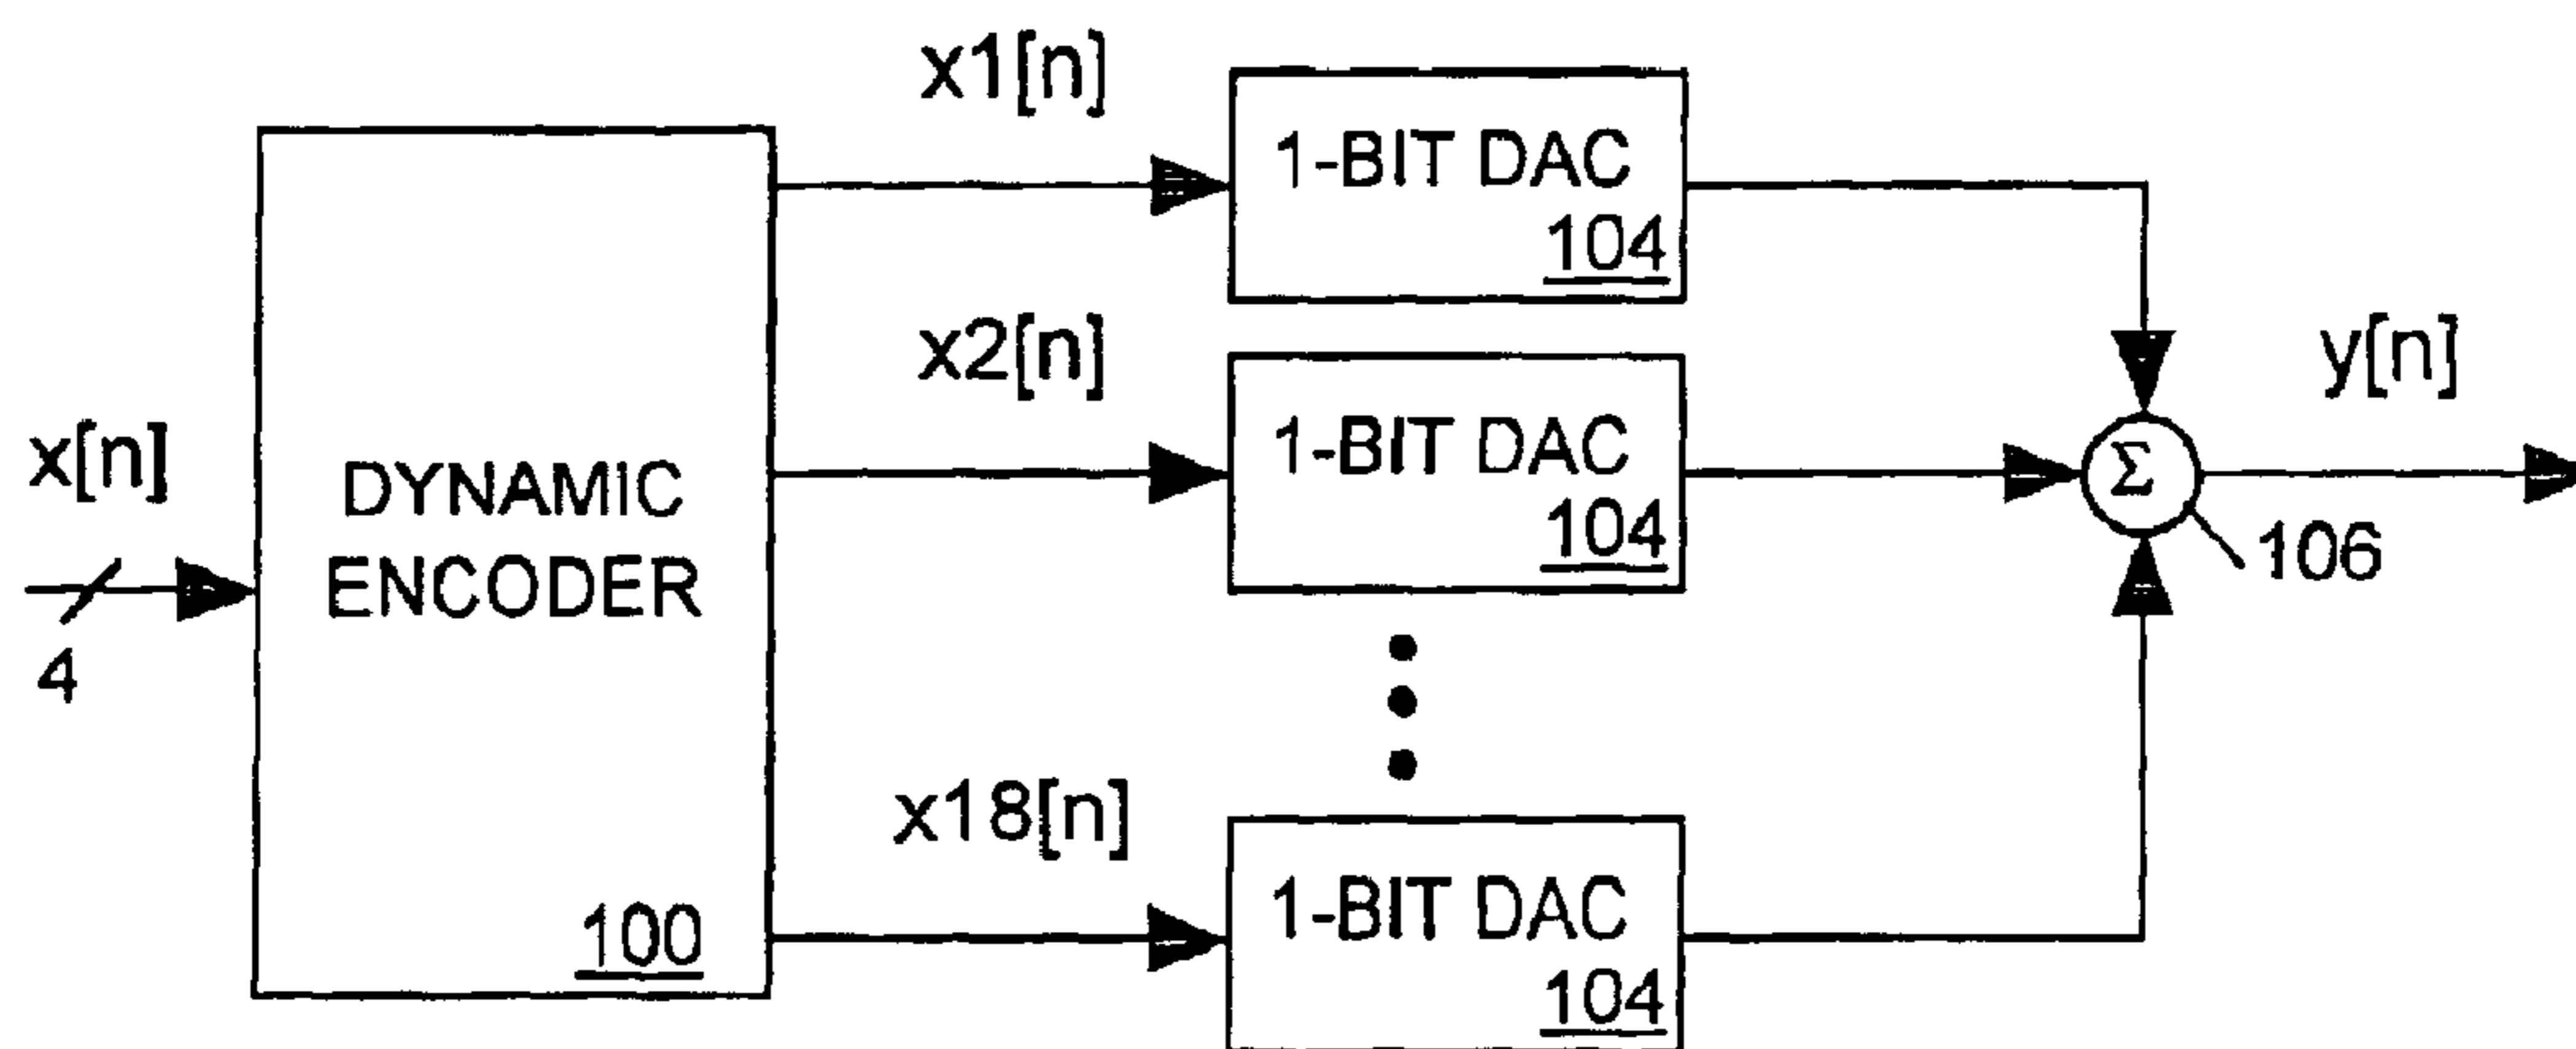 x1[n]
1-BIT DAC
104
x2[n]
1-BIT DAC
104
x[n]
4
DYNAMIC
ENCODER
100
Σ
106
y[n]
x18[n]
1-BIT DAC
104